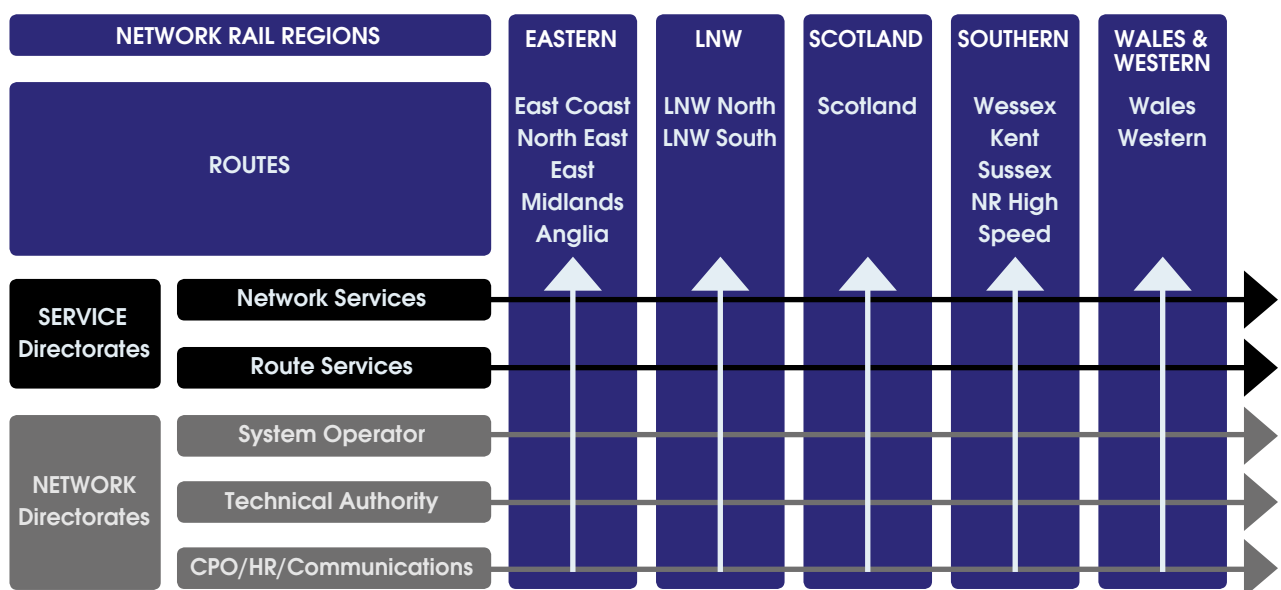 NETWORK RAIL REGIONS
EASTERN
LNW
SCOTLAND
SOUTHERN
WALES &
WESTERN
ROUTES
East Coast
North East
East
Midlands
Anglia
LNW North
LNW South
Scotland
Wessex
Kent
Sussex
NR High
Speed
Wales
Western
SERVICE
Directorates
Network Services
Route Services
NETWORK
Directorates
System Operator
Technical Authority
CPO/HR/Communications